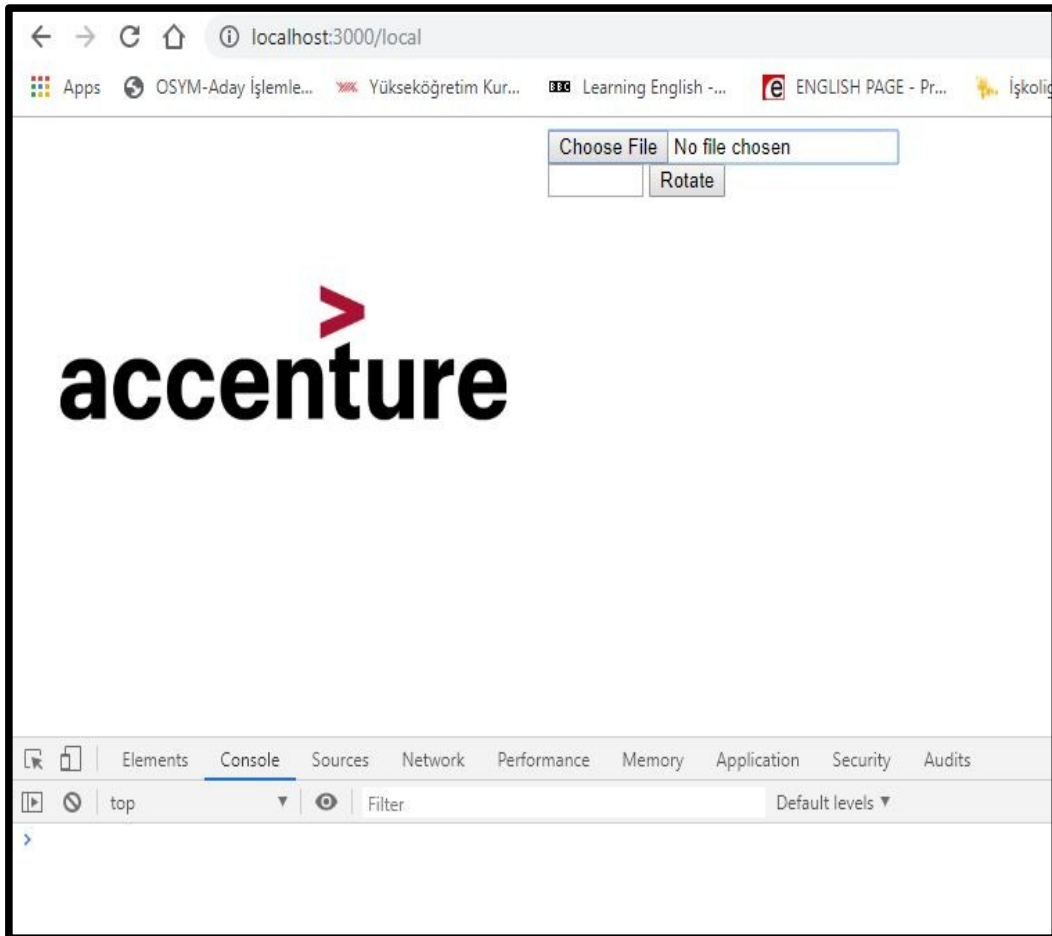 localhost:3000/local
Apps OSYM-Aday İşlemle... Yükseköğretim Kur... BBC Learning English -... e ENGLISH PAGE - Pr...
Choose File No file chosen
Rotate
>
accenture
Elements Console Sources Network Performance Memory Application Security Audits
top Filter Default levels ▼
>